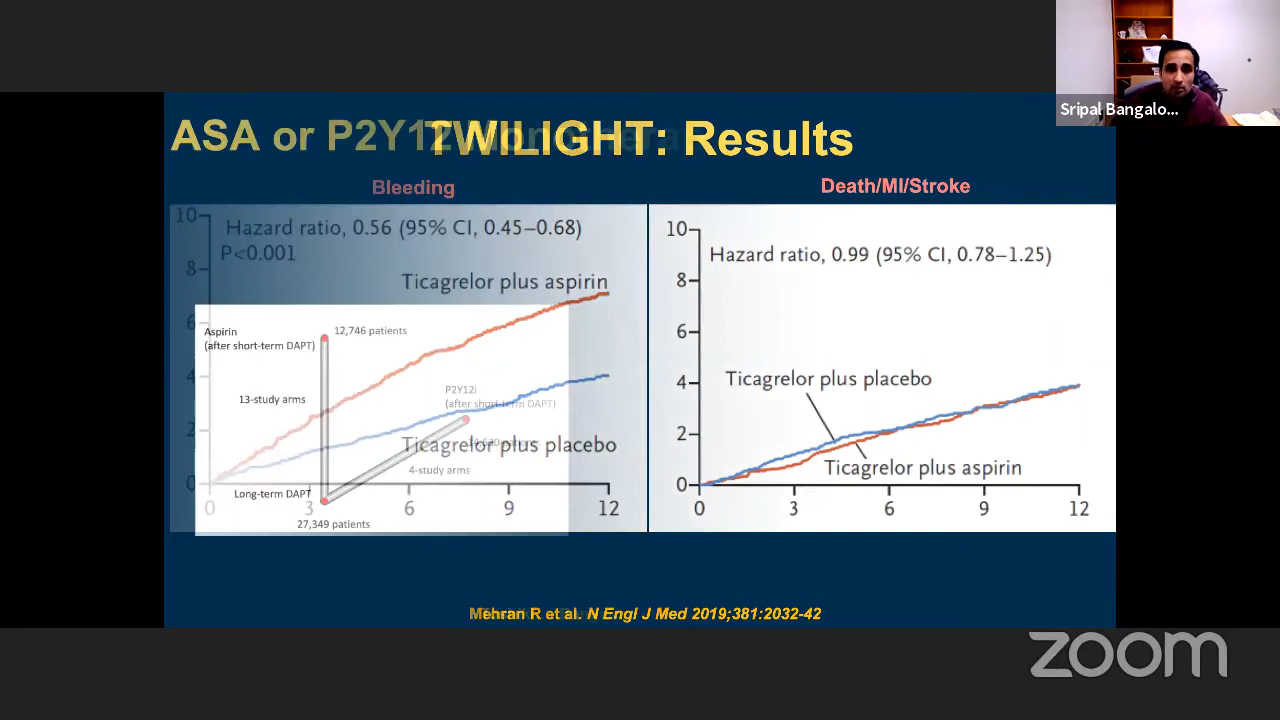 Sripal Bangalo...
ASA or P2Y12
TWILIGHT: Results
Bleeding
Death/MI/Stroke
10
Hazard ratio, 0.56 (95% CI, 0.45–0.68)
P<0.001
8
Ticagrelor plus aspirin
6
4
2
0
Ticagrelor plus placebo
0
3
6
9
12
Aspirin
(after short-term DAPT)
12,746 patients
13-study arms
P2Y12i
(after short-term DAPT)
4-study arms
Long-term DAPT
27,349 patients
10
Hazard ratio, 0.99 (95% CI, 0.78–1.25)
8
6
4
Ticagrelor plus placebo
2
Ticagrelor plus aspirin
0
0
3
6
9
12
Mehran R et al. N Engl J Med 2019;381:2032-42
zoom